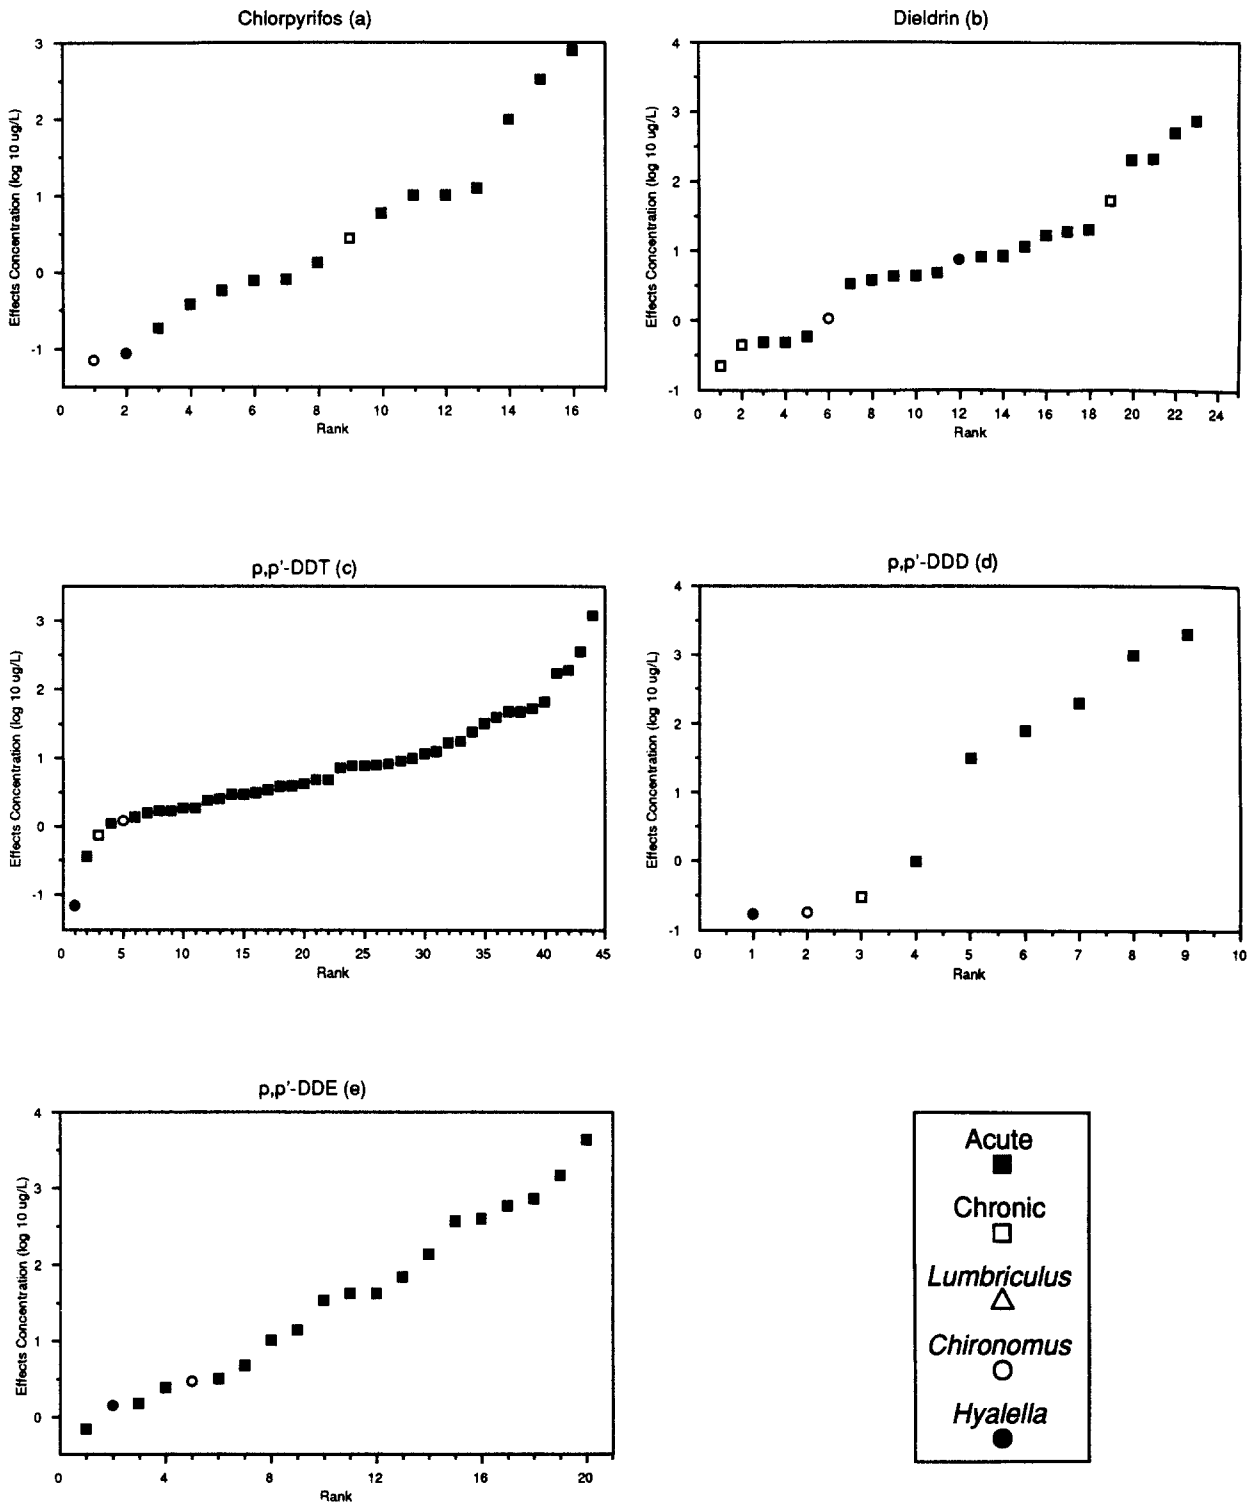 Chlorpyrifos (a)
Effects Concentration (log 10 ug/L)
3
2
1
0
-1
0 2 4 6 8 10 12 14 16
Rank
Dieldrin (b)
Effects Concentration (log 10 ug/L)
4
3
2
1
0
-1
0 2 4 6 8 10 12 14 16 18 20 22 24
Rank
p,p'-DDT (c)
Effects Concentration (log 10 ug/L)
3
2
1
0
-1
0 5 10 15 20 25 30 35 40 45
Rank
p,p'-DDD (d)
Effects Concentration (log 10 ug/L)
4
3
2
1
0
-1
0 1 2 3 4 5 6 7 8 9 10
Rank
p,p'-DDE (e)
Effects Concentration (log 10 ug/L)
4
3
2
1
0
0 4 8 12 16 20
Rank
Acute
Chronic
Lumbriculus
Chironomus
Hyalella